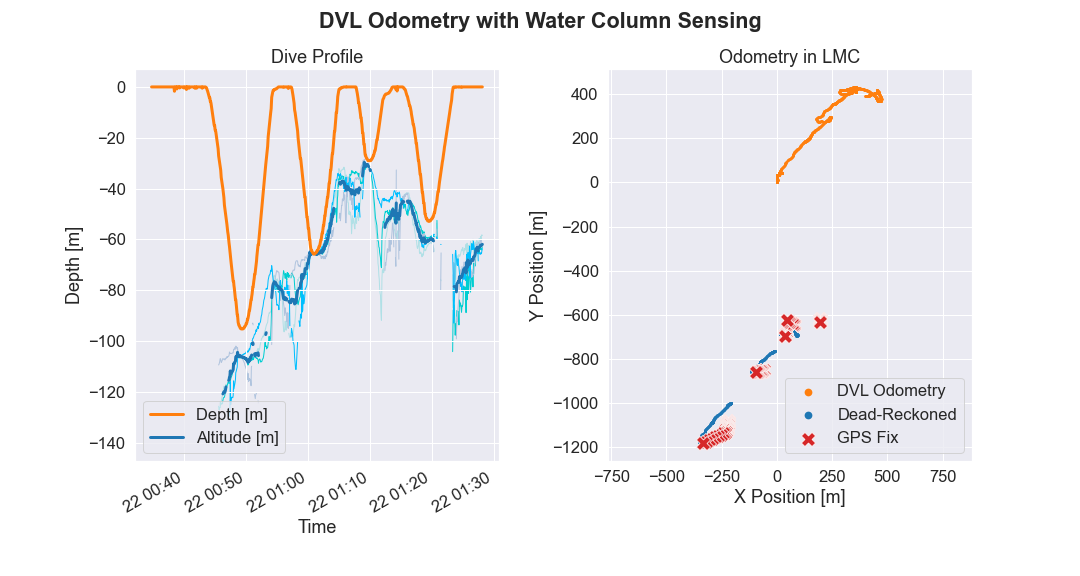 DVL Odometry with Water Column Sensing
Dive Profile
Depth [m]
0
−20
−40
−60
−80
−100
−120
−140
Depth [m]
Altitude [m]
22 00:40
22 00:50
22 01:00
22 01:10
22 01:20
22 01:30
Time
Odometry in LMC
Y Position [m]
400
200
0
−200
−400
−600
−800
−1000
−1200
DVL Odometry
Dead-Reckoned
GPS Fix
−750
−500
−250
0
250
500
750
X Position [m]